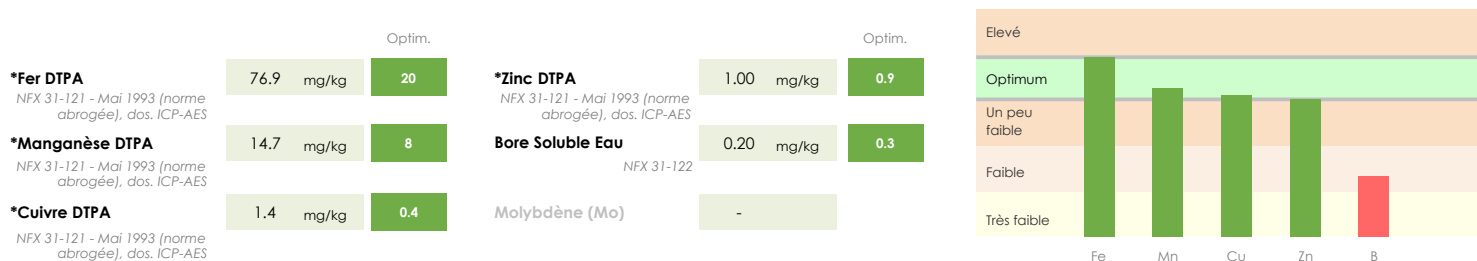 Optim.
*Fer DTPA 76.9 mg/kg 20
NFX 31-121 - Mai 1993 (norme
abrogée), dos. ICP-AES
*Manganèse DTPA 14.7 mg/kg 8
NFX 31-121 - Mai 1993 (norme
abrogée), dos. ICP-AES
*Cuivre DTPA 1.4 mg/kg 0.4
NFX 31-121 - Mai 1993 (norme
abrogée), dos. ICP-AES
Optim.
*Zinc DTPA 1.00 mg/kg 0.9
NFX 31-121 - Mai 1993 (norme
abrogée), dos. ICP-AES
Bore Soluble Eau 0.20 mg/kg 0.3
NFX 31-122
Molybdène (Mo) -
Elevé
Optimum
Un peu
faible
Faible
Très faible
Fe Mn Cu Zn B